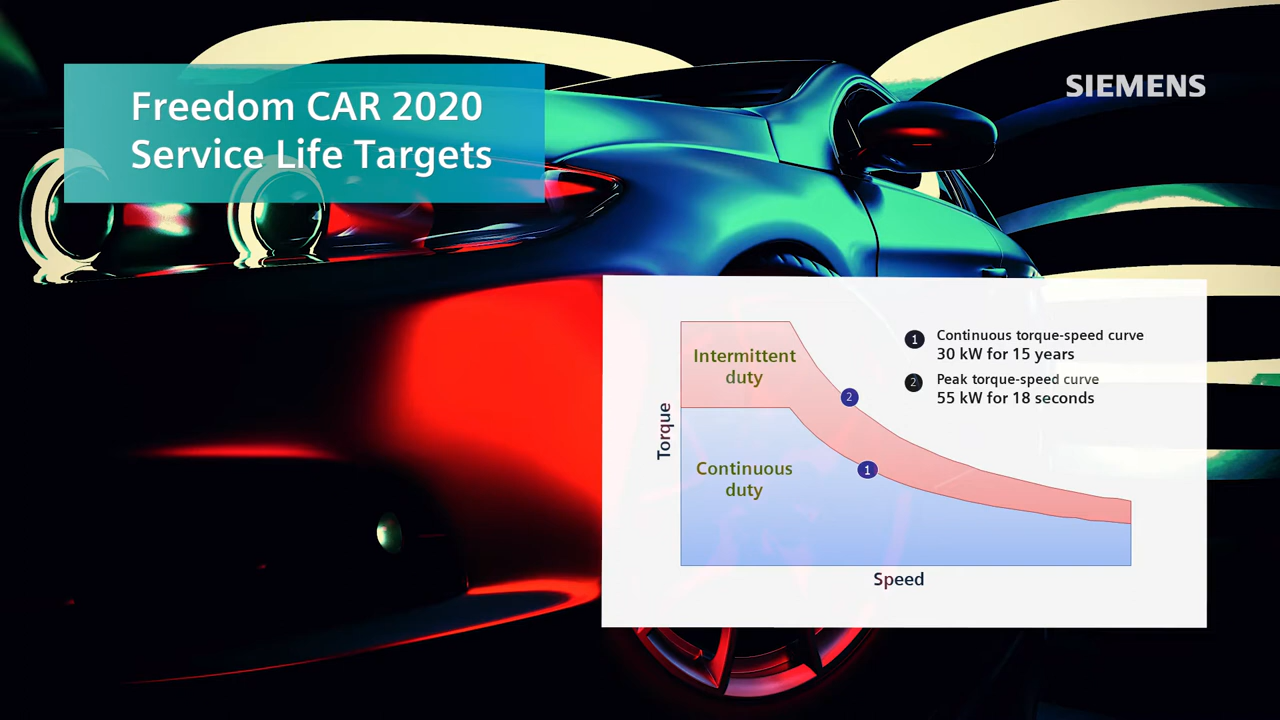 Freedom CAR 2020
Service Life Targets
SIEMENS
1 Continuous torque-speed curve
30 kW for 15 years
2 Peak torque-speed curve
55 kW for 18 seconds
Intermittent
duty
2
Torque
Continuous
duty
1
Speed